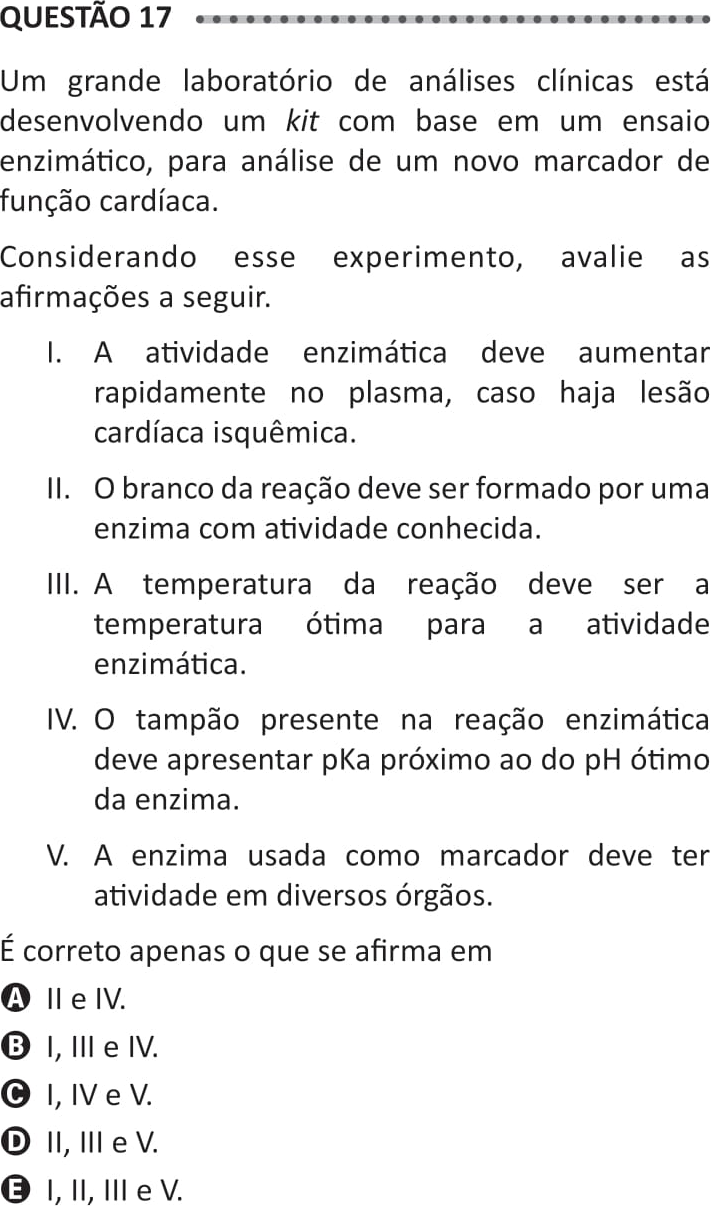 QUESTÃO 17
Um grande laboratório de análises clínicas está
desenvolvendo um kit com base em um ensaio
enzimático, para análise de um novo marcador de
função cardíaca.
Considerando esse experimento, avalie as
afirmações a seguir.
I. A atividade enzimática deve aumentar
rapidamente no plasma, caso haja lesão
cardíaca isquêmica.
II. O branco da reação deve ser formado por uma
enzima com atividade conhecida.
III. A temperatura da reação deve ser a
temperatura ótima para a atividade
enzimática.
IV. O tampão presente na reação enzimática
deve apresentar pKa próximo ao do pH ótimo
da enzima.
V. A enzima usada como marcador deve ter
atividade em diversos órgãos.
É correto apenas o que se afirma em
A II e IV.
B I, III e IV.
C I, IV e V.
D II, III e V.
E I, II, III e V.